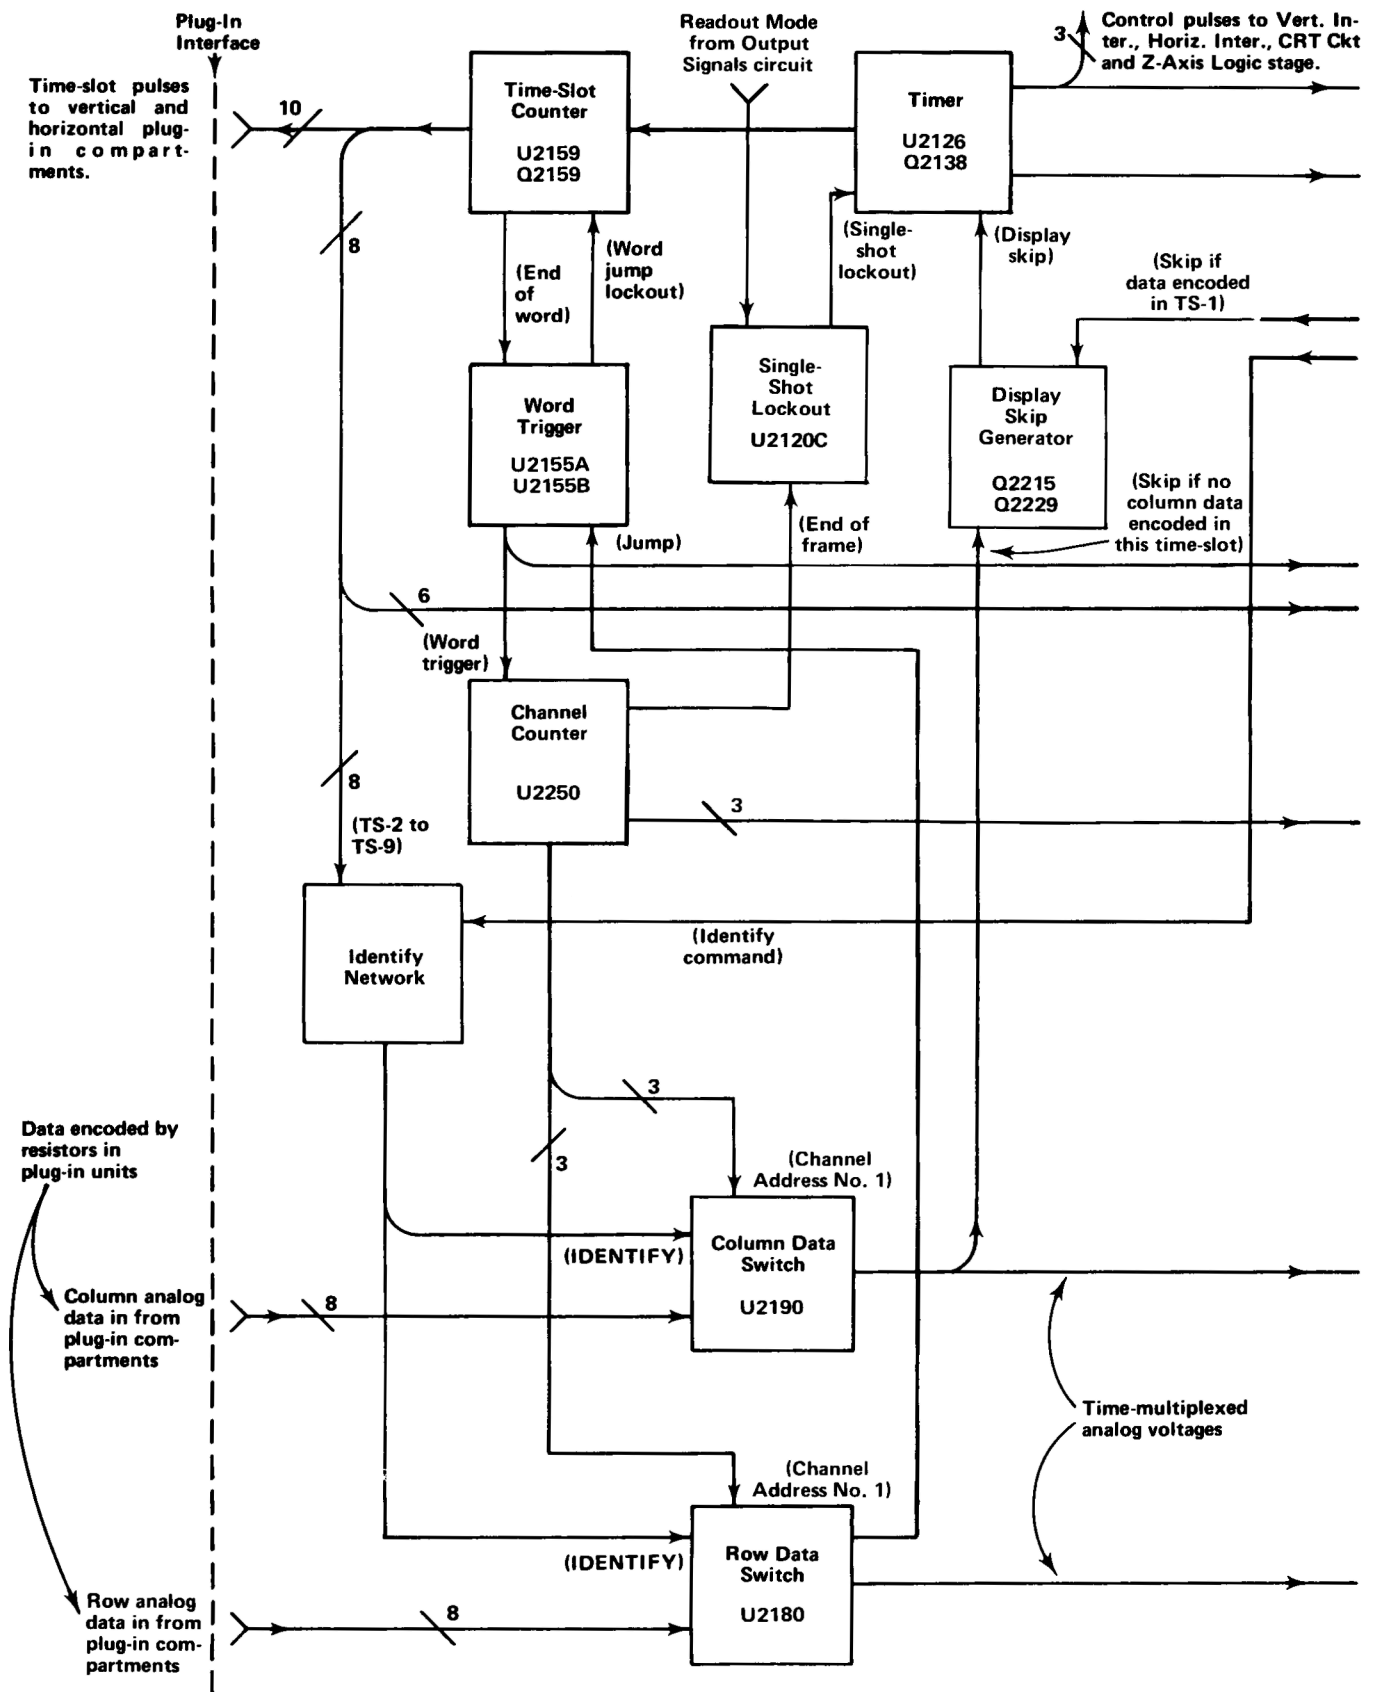 Plug-In
Interface
Time-slot pulses
to vertical and
horizontal plug-
in compart-
ments.
10
Time-Slot
Counter
U2159
Q2159
Readout Mode
from Output
Signals circuit
Timer
U2126
Q2138
3
Control pulses to Vert. In-
ter., Horiz. Inter., CRT Ckt
and Z-Axis Logic stage.
8
(End
of
word)
(Word
jump
lockout)
(Single-
shot
lockout)
(Display
skip)
(Skip if
data encoded
in TS-1)
Word
Trigger
U2155A
U2155B
Single-
Shot
Lockout
U2120C
Display
Skip
Generator
Q2215
Q2229
(Skip if no
column data
encoded in
this time-slot)
(Jump)
(End of
frame)
6
(Word
trigger)
Channel
Counter
U2250
8
3
(TS-2 to
TS-9)
Identify
Network
(Identify
command)
3
3
Data encoded by
resistors in
plug-in units
(Channel
Address No. 1)
(IDENTIFY)
Column Data
Switch
U2190
Column analog
data in from
plug-in com-
partments
8
Time-multiplexed
analog voltages
(Channel
Address No. 1)
(IDENTIFY)
Row Data
Switch
U2180
Row analog
data in from
plug-in com-
partments
8